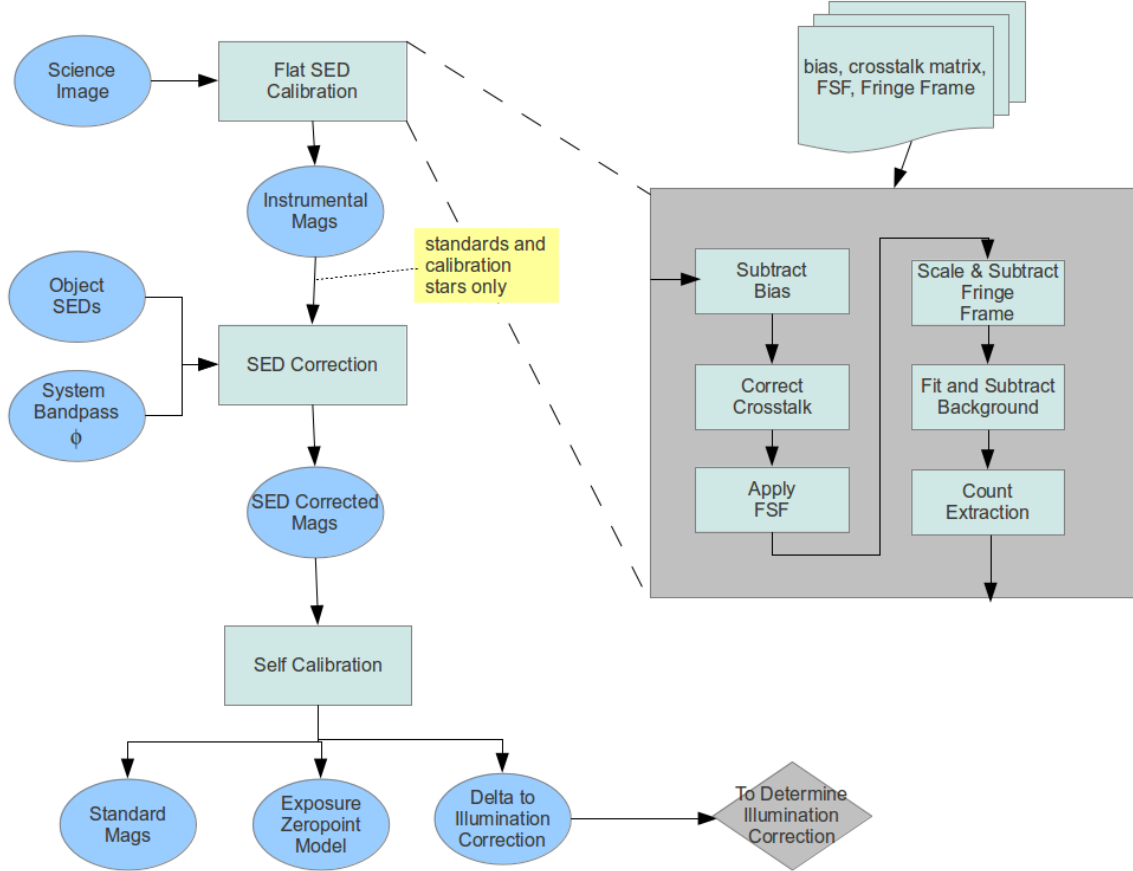 Science
Image
Flat SED
Calibration
bias, crosstalk matrix,
FSF, Fringe Frame
Instrumental
Mags
standards and
calibration
stars only
Object
SEDs
SED Correction
System
Bandpass
ϕ
SED Corrected
Mags
Self Calibration
Standard
Mags
Exposure
Zeropoint
Model
Delta to
Illumination
Correction
To Determine
Illumination
Correction
Subtract
Bias
Correct
Crosstalk
Apply
FSF
Scale & Subtract
Fringe
Frame
Fit and Subtract
Background
Count
Extraction